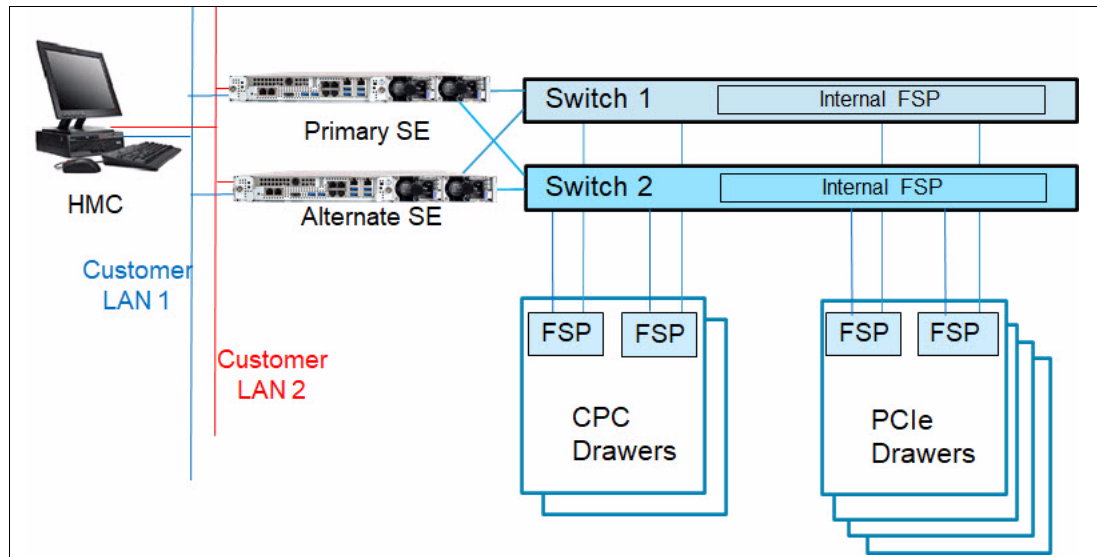 Switch 1
Internal FSP
Primary SE
Switch 2
Internal FSP
HMC
Alternate SE
Customer
LAN 1
Customer
LAN 2
FSP
FSP
FSP
FSP
CPC
Drawers
PCIe
Drawers